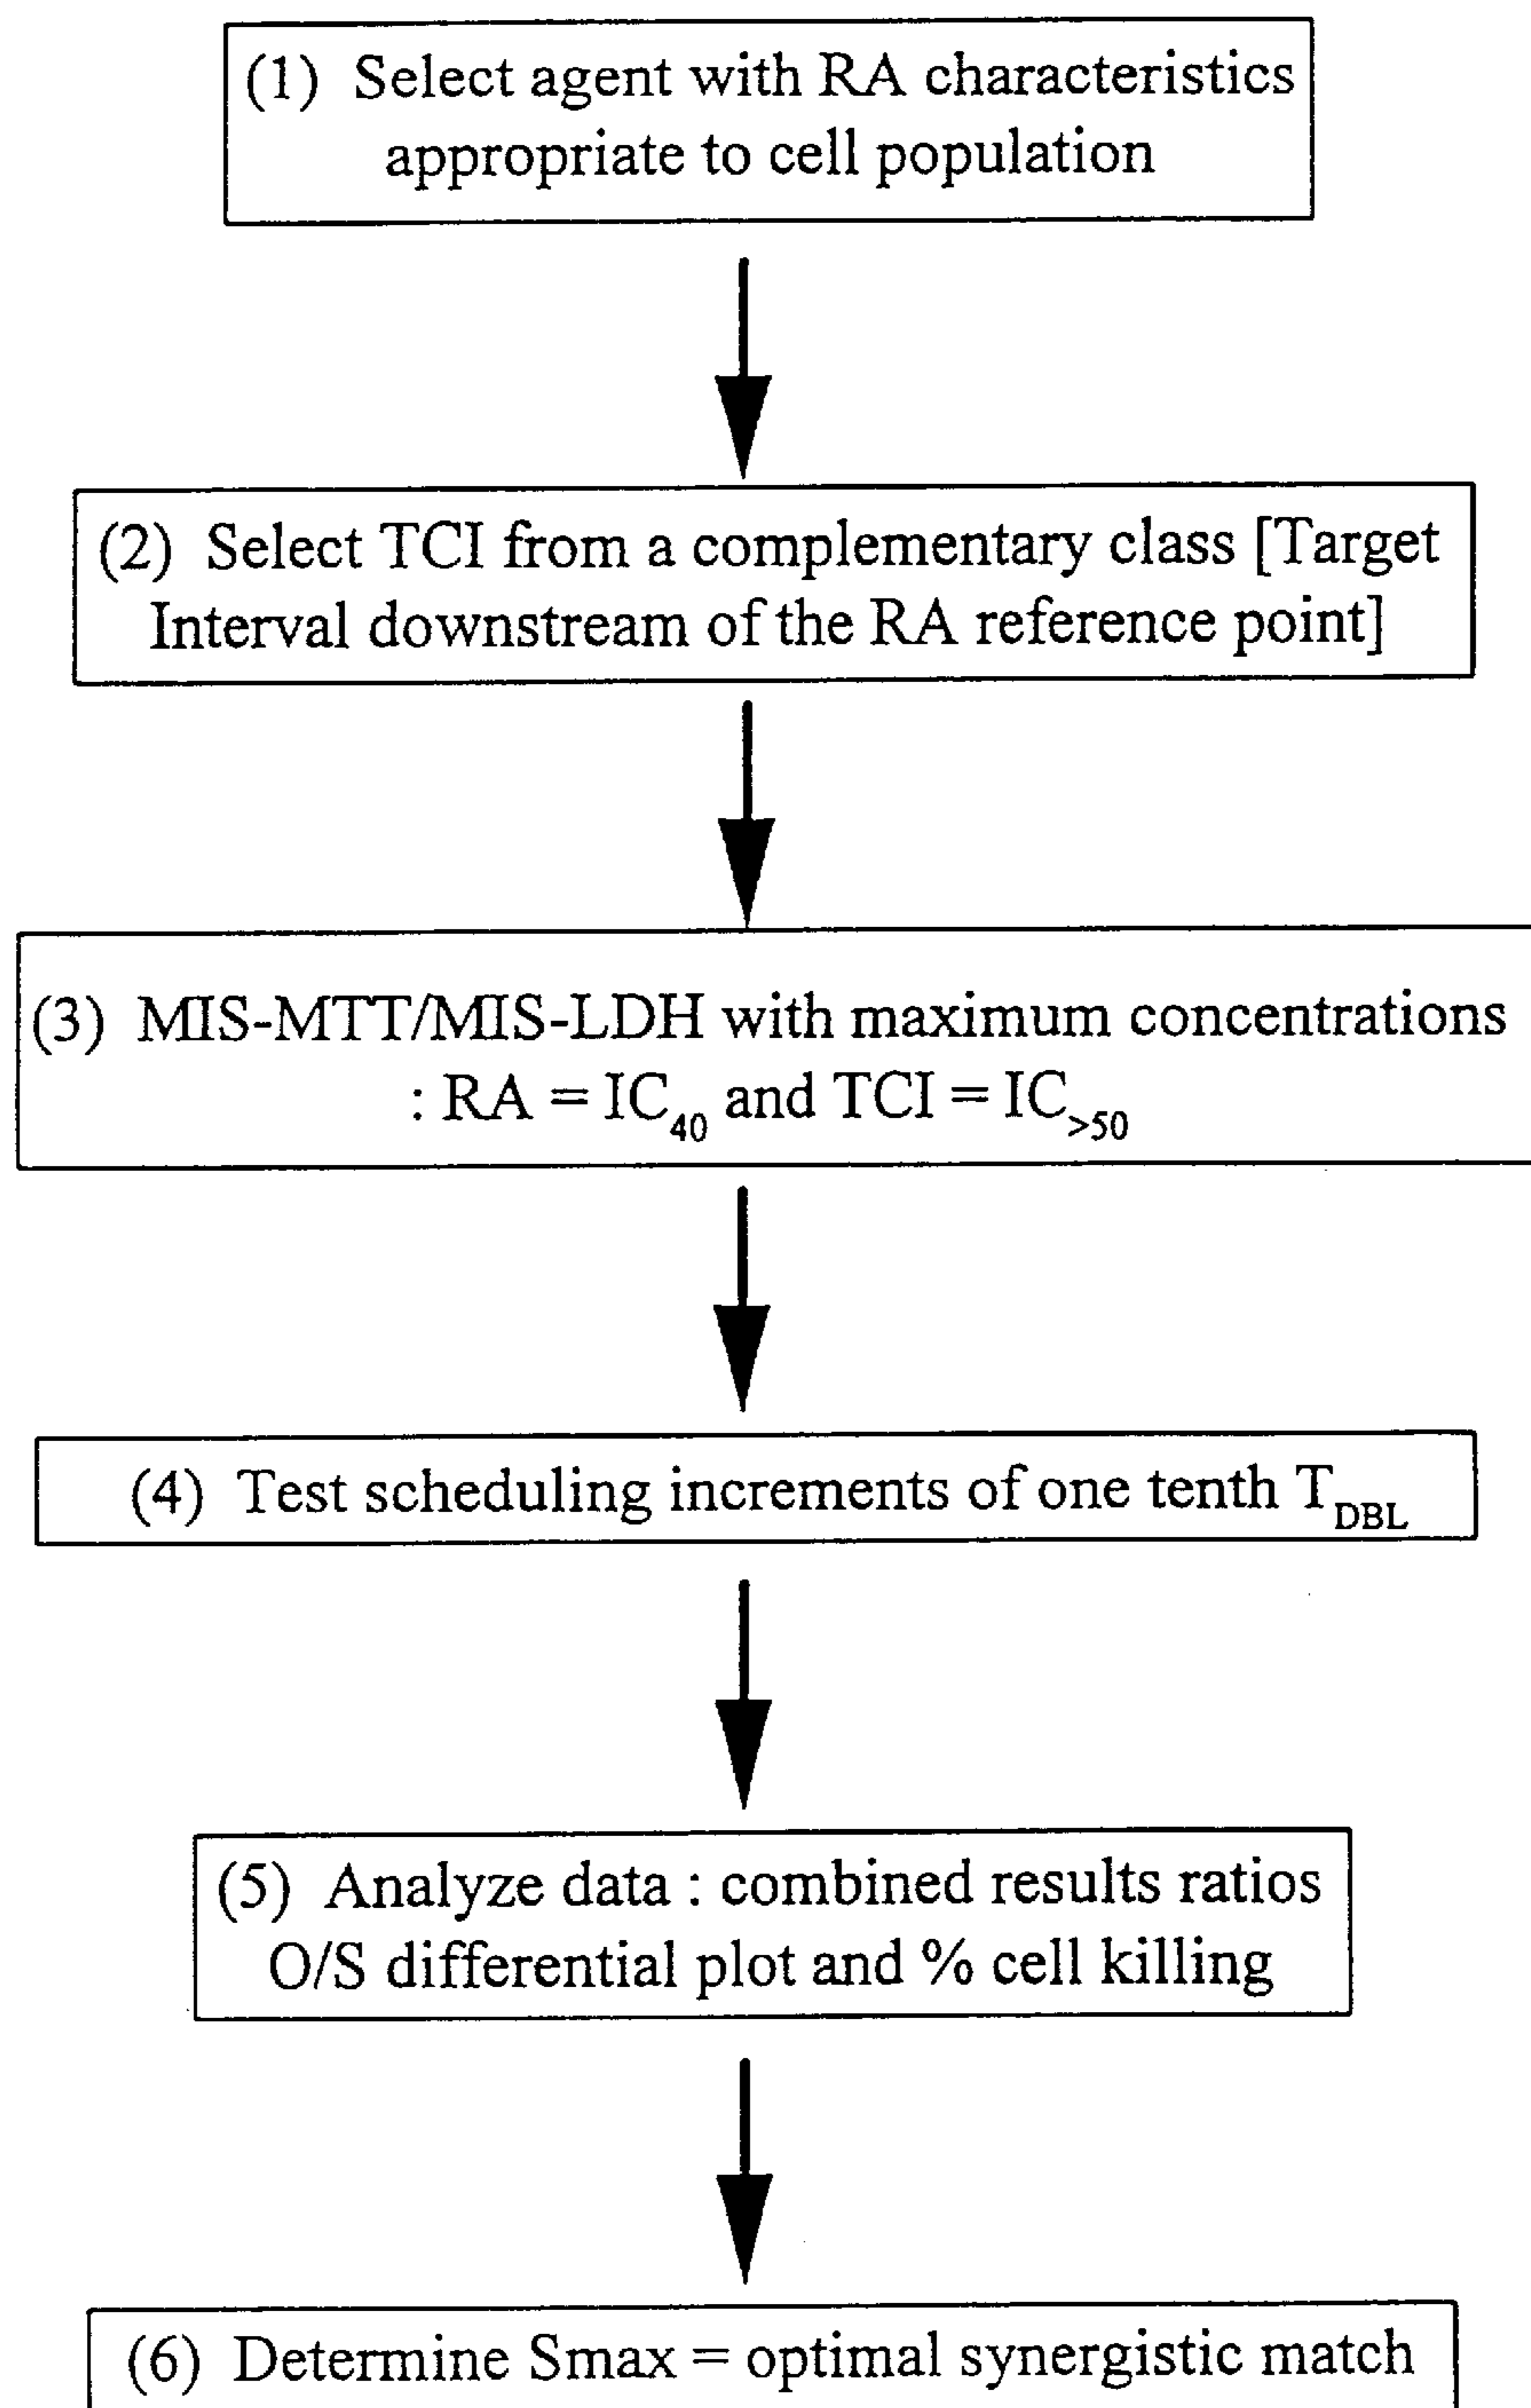 (1) Select agent with RA characteristics
appropriate to cell population
(2) Select TCI from a complementary class [Target
Interval downstream of the RA reference point]
(3) MIS-MTT/MIS-LDH with maximum concentrations
: RA = IC40 and TCI = IC>50
(4) Test scheduling increments of one tenth TDBL
(5) Analyze data : combined results ratios
O/S differential plot and % cell killing
(6) Determine Smax = optimal synergistic match